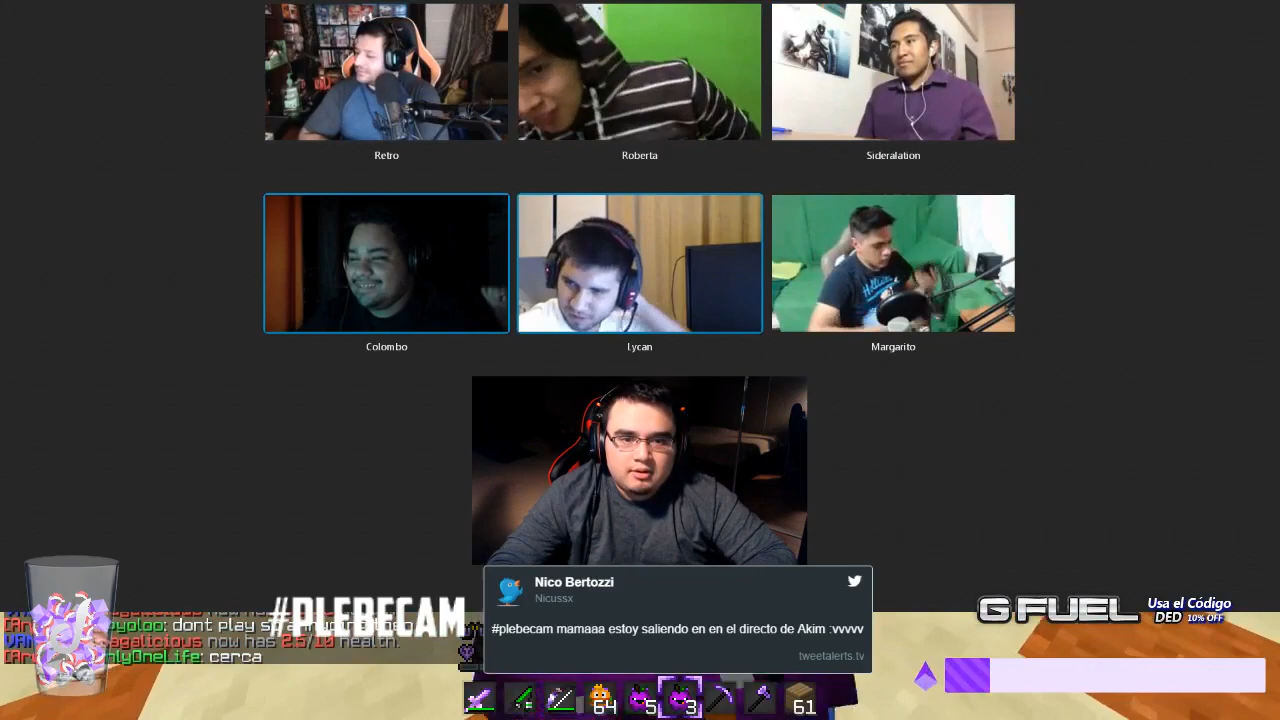 Retro
Roberta
Sideralation
Colombo
Lycan
Margarito
#PLEBECAM
Nico Bertozzi
Nicussx
#plebecam mamaaa estoy saliendo en en el directo de Akim :vvvv
tweetalerts.tv
dont play
now has 2.5/10 health.
nlyOneLife: cerca
G FUEL
Usa el Código
DED 10% OFF
64
5
3
61